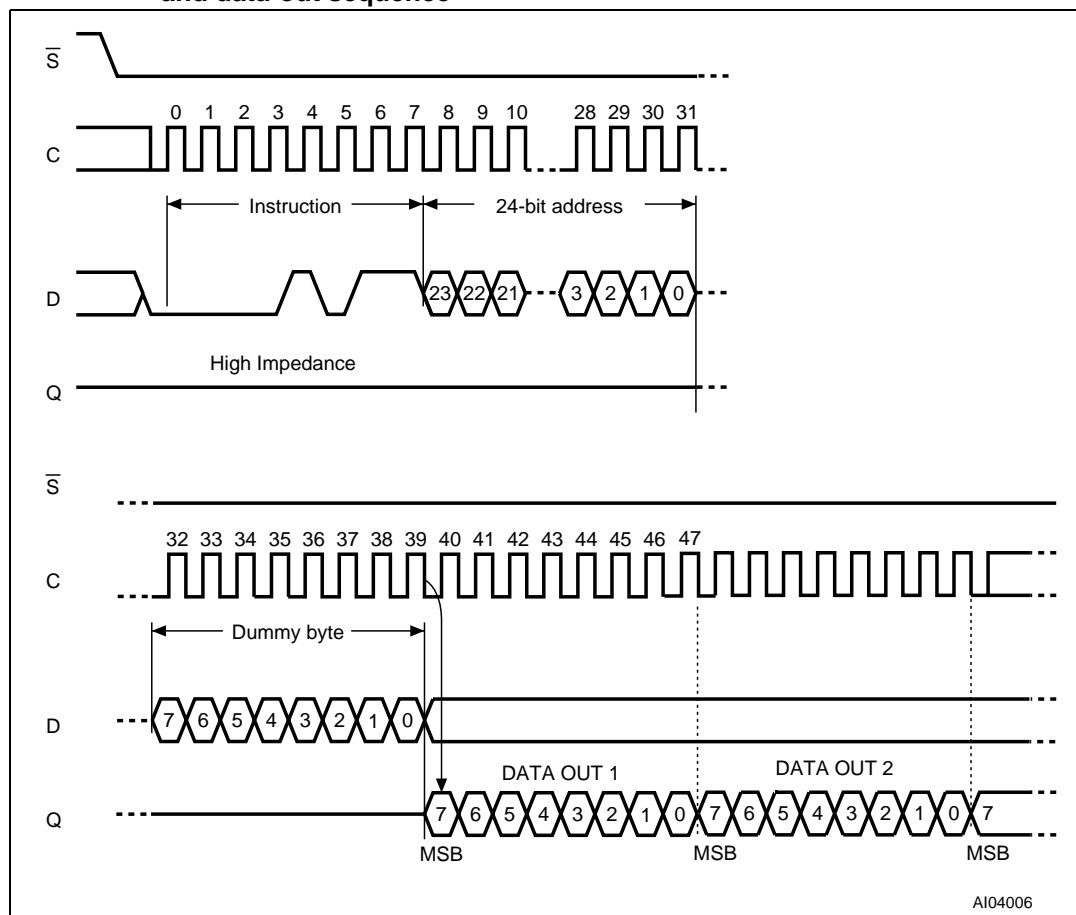 and data-out sequence
S
0 1 2 3 4 5 6 7 8 9 10 28 29 30 31
C
Instruction 24-bit address
D 23 22 21 3 2 1 0
High Impedance
Q
S
32 33 34 35 36 37 38 39 40 41 42 43 44 45 46 47
C
Dummy byte
D 7 6 5 4 3 2 1 0
DATA OUT 1 DATA OUT 2
Q 7 6 5 4 3 2 1 0 7 6 5 4 3 2 1 0 7
MSB MSB MSB
AI04006